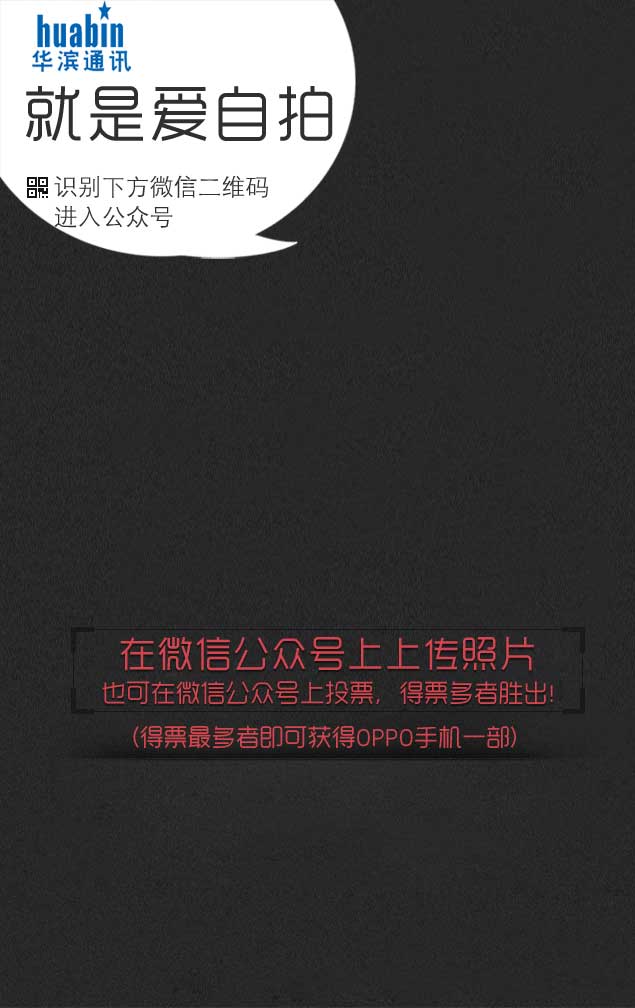 huabin
华滨通讯
就是爱自拍
识别下方微信二维码
进入公众号
在微信公众号上上传照片
也可在微信公众号上投票，得票多者胜出!
(得票最多者即可获得OPPO手机一部)